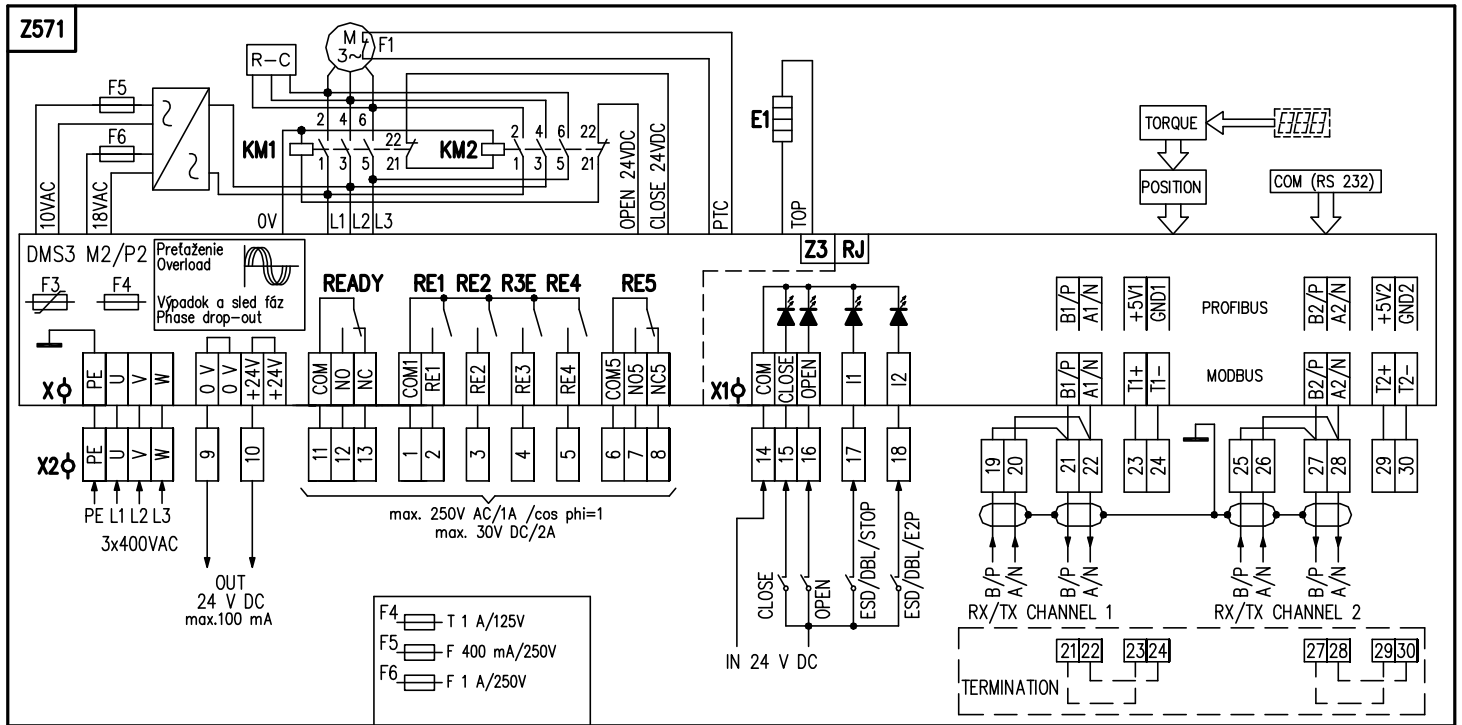 Z571
M
3~
F1
R-C
F5
F6
2 4 6
22
KM1
1 3 5
21
KM2
2 4 6
22
1 3 5
21
E1
TORQUE
POSITION
COM (RS 232)
10VAC
18VAC
0V
L1 L2 L3
OPEN 24VDC
CLOSE 24VDC
PTC
TOP
DMS3 M2/P2
F3
F4
Preťaženie
Overload
Výpadok a sled fáz
Phase drop-out
READY
RE1 RE2 R3E RE4
RE5
Z3 RJ
B1/P
A1/N
+5V1
GND1
PROFIBUS
B2/P
A2/N
+5V2
GND2
X
PE
U
V
W
0 V
0 V
+24V
+24V
COM
NO
NC
COM1
RE1
RE2
RE3
RE4
COM5
NO5
NC5
X1
COM
CLOSE
OPEN
I1
I2
B1/P
A1/N
T1+
T1-
MODBUS
B2/P
A2/N
T2+
T2-
X2
PE
U
V
W
9
10
11
12
13
1
2
3
4
5
6
7
8
14
15
16
17
18
19
20
21
22
23
24
25
26
27
28
29
30
PE L1 L2 L3
3x400VAC
OUT
24 V DC
max.100 mA
max. 250V AC/1A /cos phi=1
max. 30V DC/2A
CLOSE
OPEN
ESD/DBL/STOP
ESD/DBL/E2P
IN 24 V DC
B/P
A/N
B/P
A/N
RX/TX CHANNEL 1
B/P
A/N
B/P
A/N
RX/TX CHANNEL 2
F4 T 1 A/125V
F5 F 400 mA/250V
F6 F 1 A/250V
21 22 23 24
27 28 29 30
TERMINATION